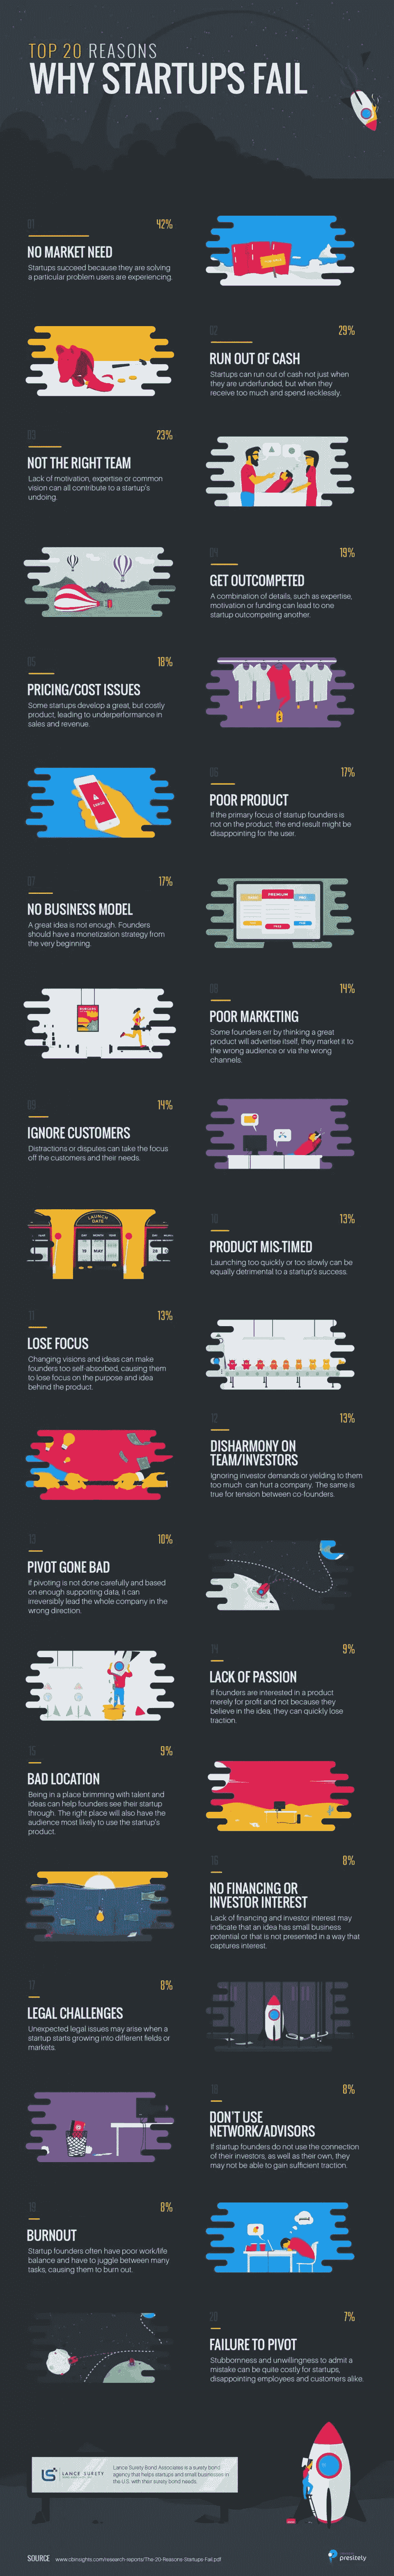 TOP 20 REASONS
WHY STARTUPS FAIL
01
42%
NO MARKET NEED
Startups succeed because they are solving
a particular problem users are experiencing.
02
29%
RUN OUT OF CASH
Startups can run out of cash not just when
they are underfunded, but when they
receive too much and spend recklessly.
03
23%
NOT THE RIGHT TEAM
Lack of motivation, expertise or common
vision can all contribute to a startup's
undoing.
04
19%
GET OUTCOMPETED
A combination of details, such as expertise,
motivation or funding can lead to one
startup outcompeting another.
05
18%
PRICING/COST ISSUES
Some startups develop a great, but costly
product, leading to underperformance in
sales and revenue.
06
17%
POOR PRODUCT
If the primary focus of startup founders is
not on the product, the end result might be
disappointing for the user.
ERROR
07
17%
NO BUSINESS MODEL
A great idea is not enough. Founders
should have a monetization strategy from
the very beginning.
PREMIUM
PRO
FREE
08
14%
POOR MARKETING
Some founders err by thinking a great
product will advertise itself, they market it to
the wrong audience or via the wrong
channels.
09
14%
IGNORE CUSTOMERS
Distractions or disputes can take the focus
off the customers and their needs.
10
13%
PRODUCT MIS-TIMED
Launching too quickly or too slowly can be
equally detrimental to a startup's success.
LAUNCH
DATE
DAY
MONTH
YEAR
19
MAY
11
13%
LOSE FOCUS
Changing visions and ideas can make
founders too self-absorbed, causing them
to lose focus on the purpose and idea
behind the product.
12
13%
DISHARMONY ON
TEAM/INVESTORS
Ignoring investor demands or yielding to them
too much can hurt a company. The same is
true for tension between co-founders.
13
10%
PIVOT GONE BAD
If pivoting is not done carefully and based
on enough supporting data, it can
irreversibly lead the whole company in the
wrong direction.
14
9%
LACK OF PASSION
If founders are interested in a product
merely for profit and not because they
believe in the idea, they can quickly lose
traction.
15
9%
BAD LOCATION
Being in a place brimming with talent and
ideas can help founders see their startup
through. The right place will also have the
audience most likely to use the startup's
product.
16
8%
NO FINANCING OR
INVESTOR INTEREST
Lack of financing and investor interest may
indicate that an idea has small business
potential or that is not presented in a way that
captures interest.
17
8%
LEGAL CHALLENGES
Unexpected legal issues may arise when a
startup starts growing into different fields or
markets.
18
8%
DON'T USE
NETWORK/ADVISORS
If startup founders do not use the connection
of their investors, as well as their own, they
may not be able to gain sufficient traction.
19
8%
BURNOUT
Startup founders often have poor work/life
balance and have to juggle between many
tasks, causing them to burn out.
20
7%
FAILURE TO PIVOT
Stubbornness and unwillingness to admit a
mistake can be quite costly for startups,
disappointing employees and customers alike.
LS LANCE SURETY
Lance Surety Bond Associates is a surety bond
agency that helps startups and small businesses in
the U.S. with their surety bond needs.
SOURCE www.cbinsights.com/research-reports/The-20-Reasons-Startups-Fail.pdf
presitely